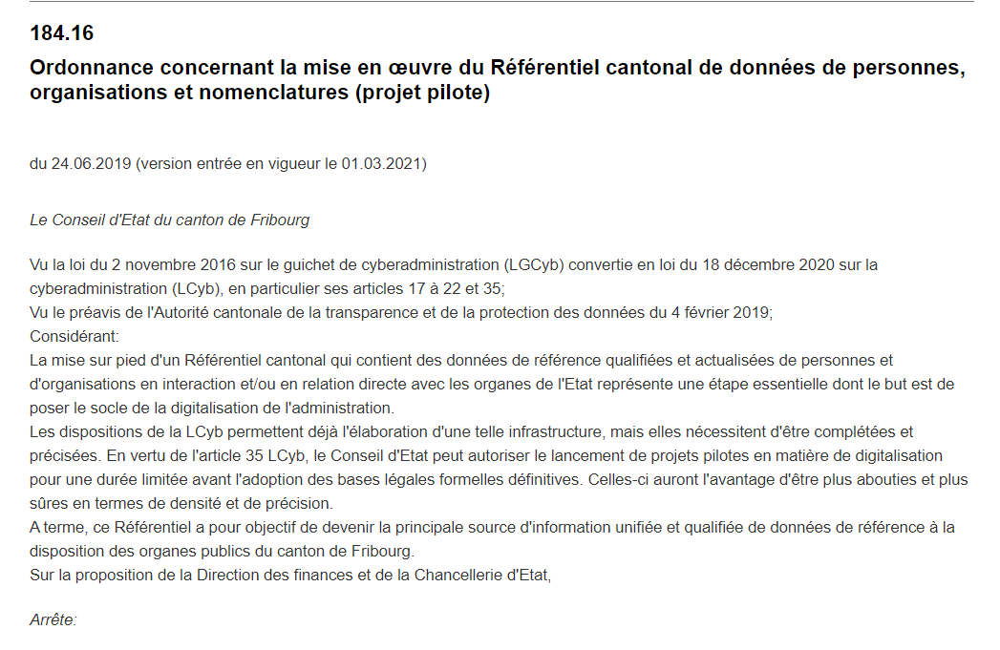 184.16
Ordonnance concernant la mise en œuvre du Référentiel cantonal de données de personnes,
organisations et nomenclatures (projet pilote)
du 24.06.2019 (version entrée en vigueur le 01.03.2021)
Le Conseil d'Etat du canton de Fribourg
Vu la loi du 2 novembre 2016 sur le guichet de cyberadministration (LGCyb) convertie en loi du 18 décembre 2020 sur la
cyberadministration (LCyb), en particulier ses articles 17 à 22 et 35;
Vu le préavis de l'Autorité cantonale de la transparence et de la protection des données du 4 février 2019;
Considérant:
La mise sur pied d'un Référentiel cantonal qui contient des données de référence qualifiées et actualisées de personnes et
d'organisations en interaction et/ou en relation directe avec les organes de l'Etat représente une étape essentielle dont le but est de
poser le socle de la digitalisation de l'administration.
Les dispositions de la LCyb permettent déjà l'élaboration d'une telle infrastructure, mais elles nécessitent d'être complétées et
précisées. En vertu de l'article 35 LCyb, le Conseil d'Etat peut autoriser le lancement de projets pilotes en matière de digitalisation
pour une durée limitée avant l'adoption des bases légales formelles définitives. Celles-ci auront l'avantage d'être plus abouties et plus
sûres en termes de densité et de précision.
A terme, ce Référentiel a pour objectif de devenir la principale source d'information unifiée et qualifiée de données de référence à la
disposition des organes publics du canton de Fribourg.
Sur la proposition de la Direction des finances et de la Chancellerie d'Etat,
Arrête: